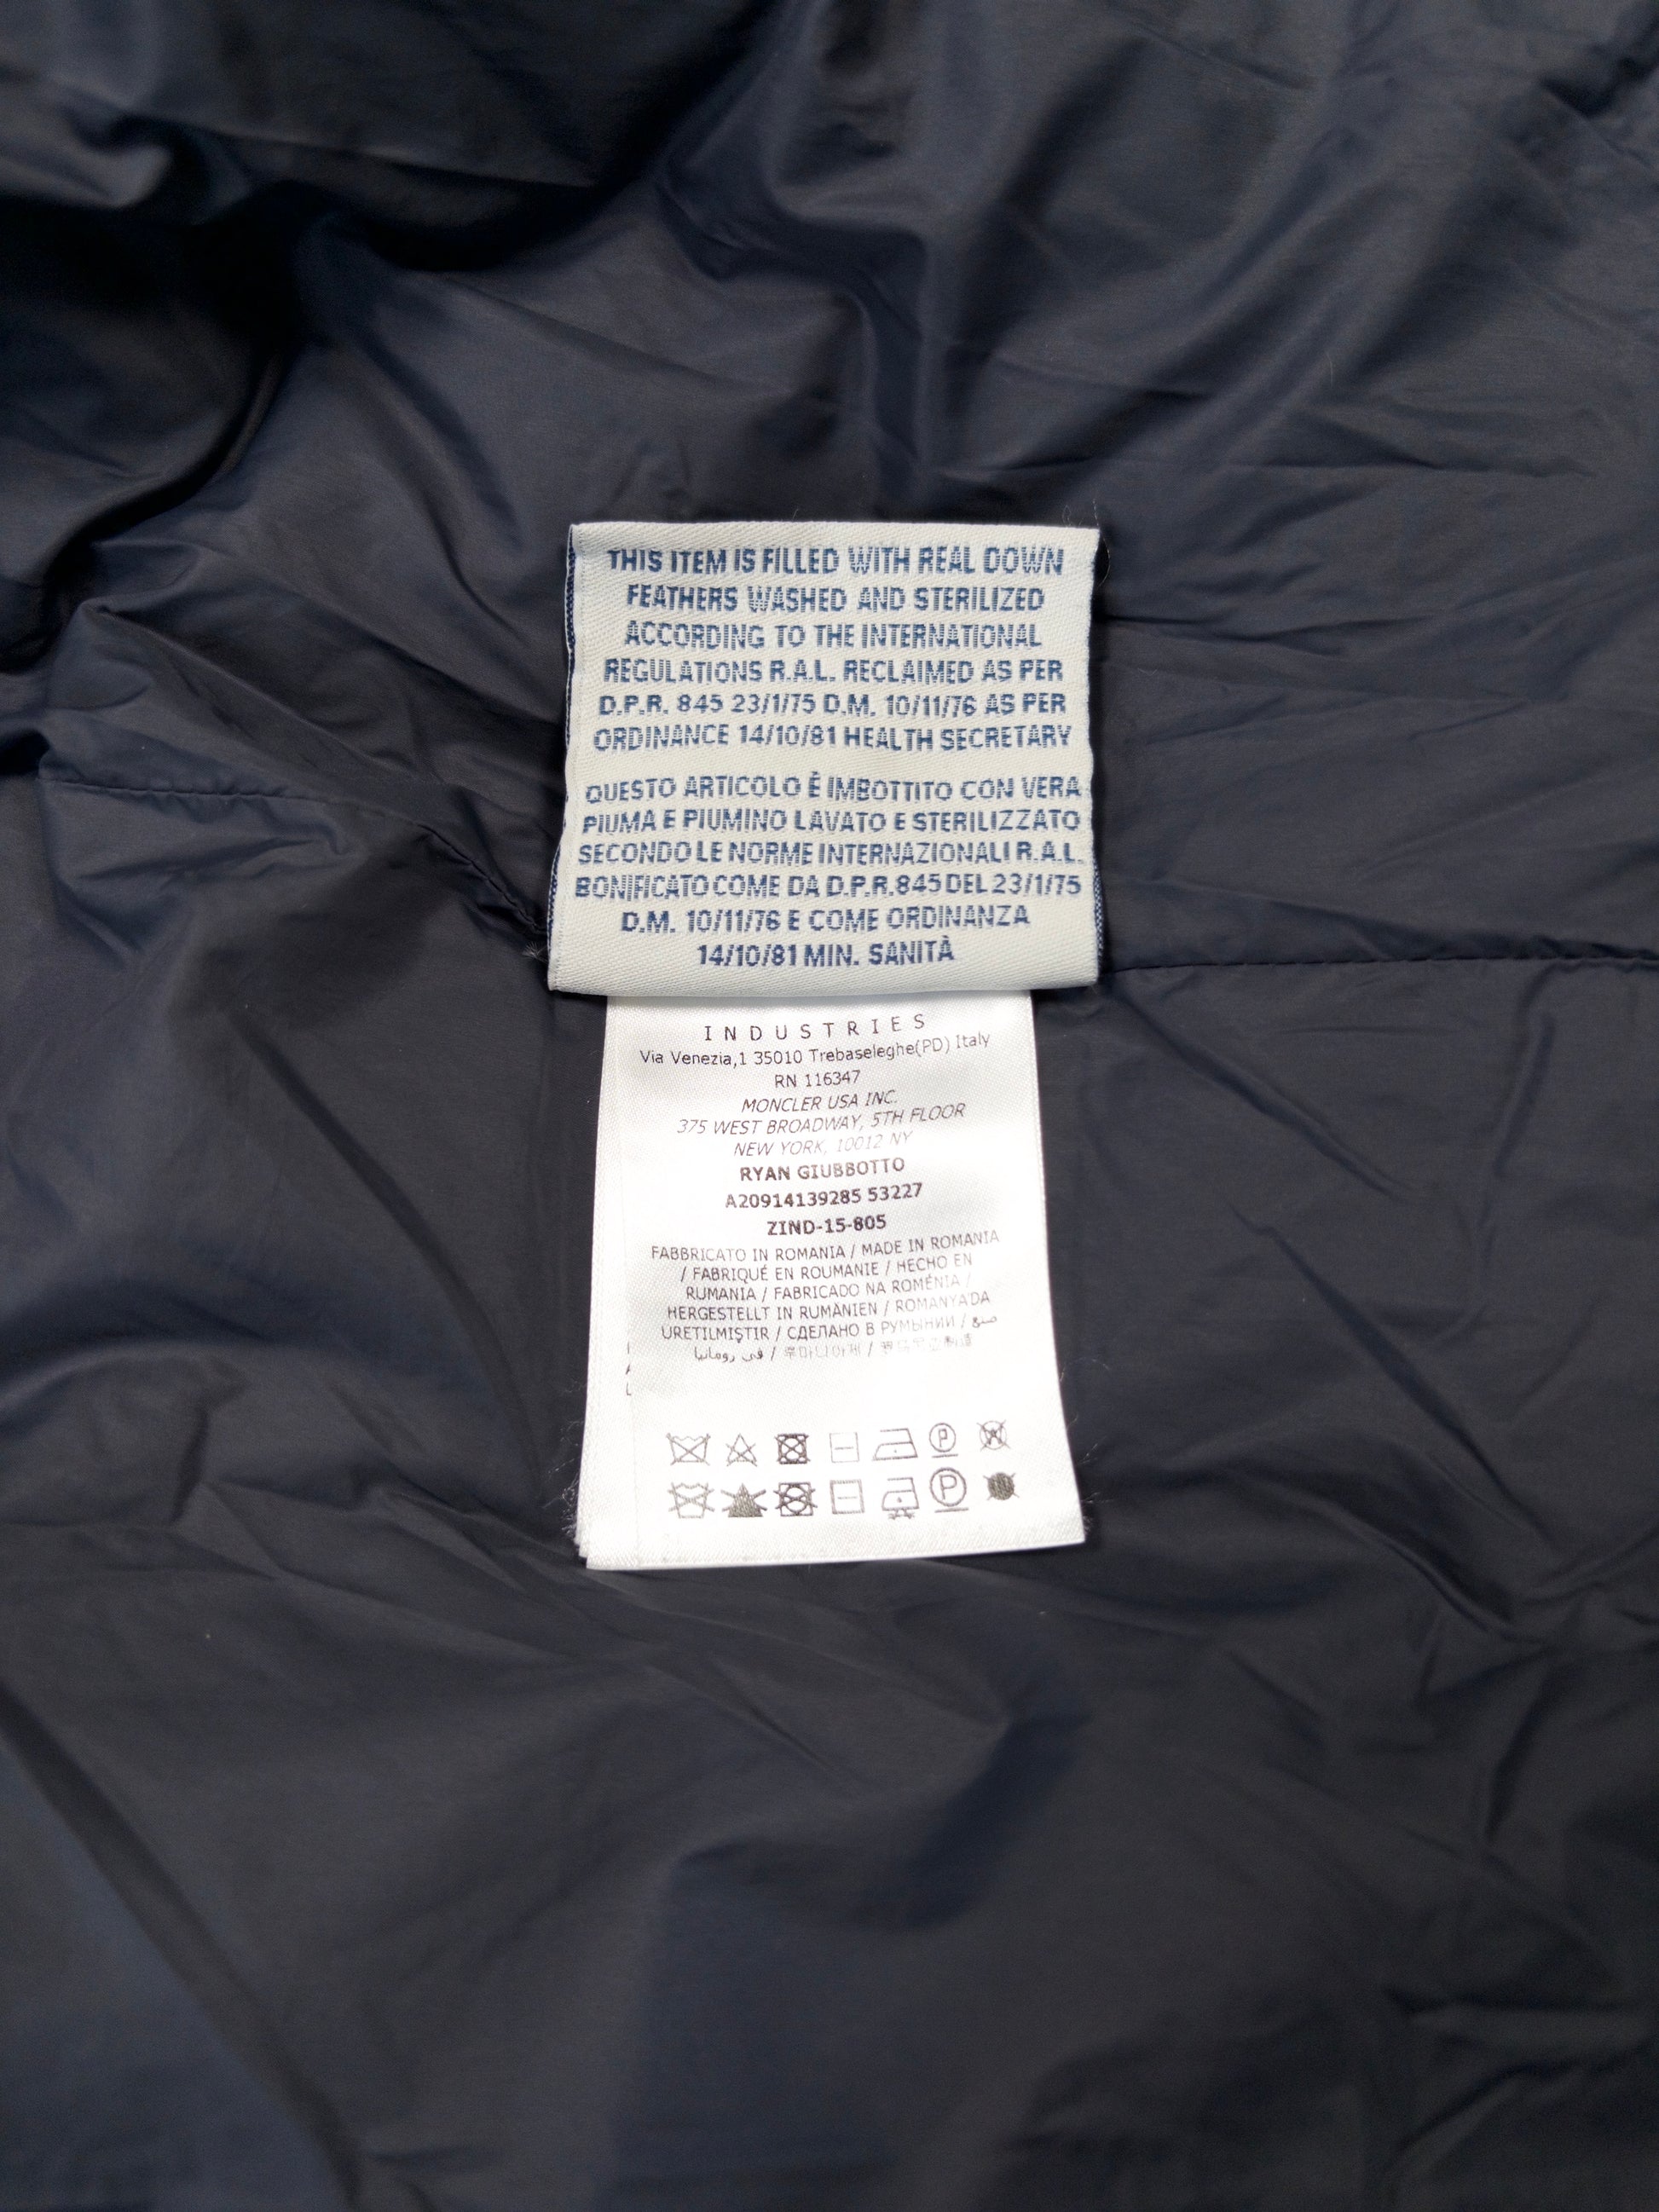 THIS ITEM IS FILLED WITH REAL DOWN
FEATHERS WASHED AND STERILIZED
ACCORDING TO THE INTERNATIONAL
REGULATIONS R.A.L. RECLAIMED AS PER
D.P.R. 845 23/1/75 D.M. 10/11/76 AS PER
ORDINANCE 14/10/81 HEALTH SECRETARY
QUESTO ARTICOLO È IMBOTTITO CON VERA
PIUMA E PIUMINO LAVATO E STERILIZZATO
SECONDO LE NORME INTERNAZIONALI R.A.L.
BONIFICATO COME DA D.P.R. 845 DEL 23/1/75
D.M. 10/11/76 E COME ORDINANZA
14/10/81 MIN. SANITÀ
INDUSTRIES
Via Venezia,1 35010 Trebaseleghe(PD) Italy
RN 116347
MONCLER USA INC.
375 WEST BROADWAY, 5TH FLOOR
NEW YORK, 10012 NY
RYAN GIUBBOTTO
A20914139285 53227
ZIND-15-805
FABBRICATO IN ROMANIA / MADE IN ROMANIA
/ FABRIQUÉ EN ROUMANIE / HECHO EN
RUMANIA / FABRICADO NA ROMÉNIA /
HERGESTELLT IN RUMÄNIEN / ROMANYA'DA
ÜRETILMIŞTIR / СДЕЛАНО В РУМЫНИИ / صنع
في رومانيا / /